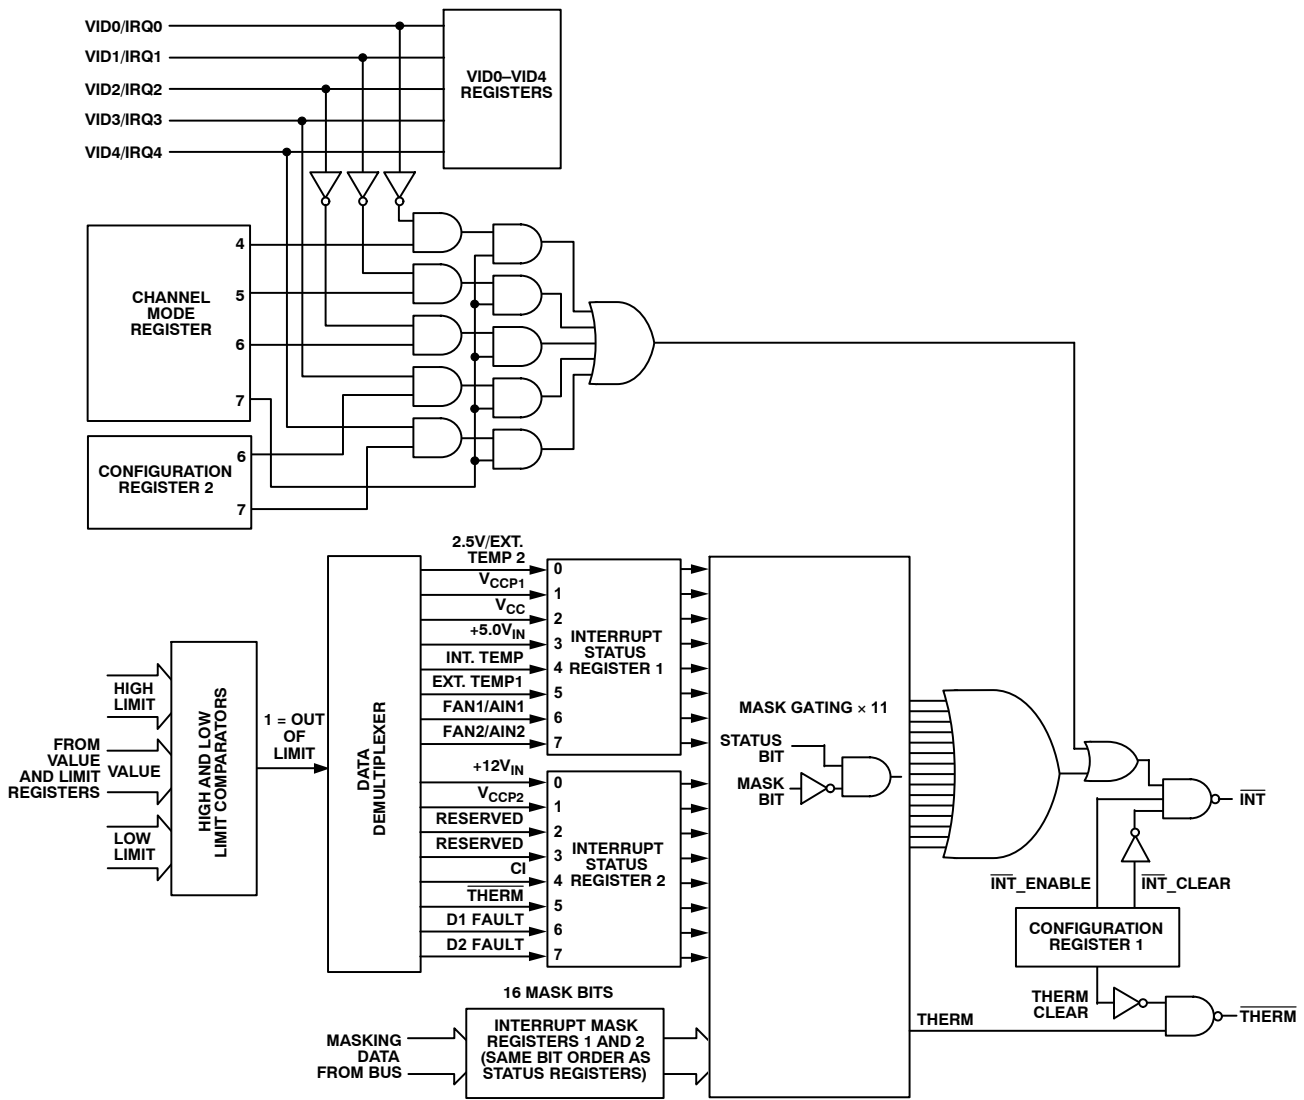 VID0/IRQ0
VID1/IRQ1
VID2/IRQ2
VID3/IRQ3
VID4/IRQ4
VID0–VID4
REGISTERS
CHANNEL
MODE
REGISTER
4
5
6
7
CONFIGURATION
REGISTER 2
6
7
HIGH
LIMIT
FROM
VALUE
AND LIMIT
REGISTERS
VALUE
LOW
LIMIT
HIGH AND LOW
LIMIT COMPARATORS
1 = OUT
OF
LIMIT
DATA
DEMULTIPLEXER
2.5V/EXT.
TEMP 2
VCCP1
VCC
+5.0VIN
INT. TEMP
EXT. TEMP1
FAN1/AIN1
FAN2/AIN2
0
1
2
3
4
5
6
7
INTERRUPT
STATUS
REGISTER 1
+12VIN
VCCP2
RESERVED
RESERVED
CI
T̅H̅E̅R̅M̅
D1 FAULT
D2 FAULT
0
1
2
3
4
5
6
7
INTERRUPT
STATUS
REGISTER 2
16 MASK BITS
MASKING
DATA
FROM BUS
INTERRUPT MASK
REGISTERS 1 AND 2
(SAME BIT ORDER AS
STATUS REGISTERS)
MASK GATING × 11
STATUS
BIT
MASK
BIT
I̅N̅T̅
I̅N̅T̅_ENABLE
I̅N̅T̅_CLEAR
CONFIGURATION
REGISTER 1
THERM
CLEAR
THERM
T̅H̅E̅R̅M̅